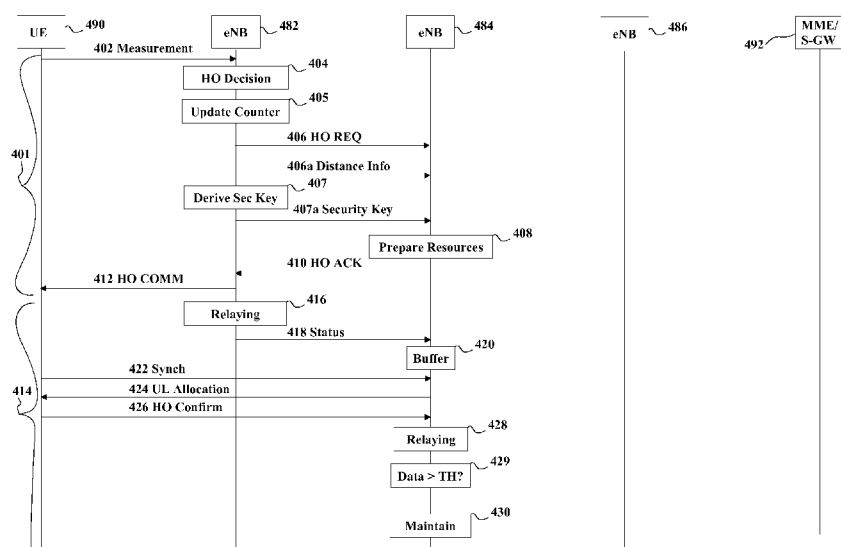 UE
490
eNB
482
eNB
484
eNB
486
MME/
S-GW
492
402 Measurement
HO Decision
404
Update Counter
405
406 HO REQ
401
406a Distance Info
Derive Sec Key
407
407a Security Key
Prepare Resources
408
410 HO ACK
412 HO COMM
Relaying
416
418 Status
Buffer
420
422 Synch
414
424 UL Allocation
426 HO Confirm
Relaying
428
Data > TH?
429
Maintain
430